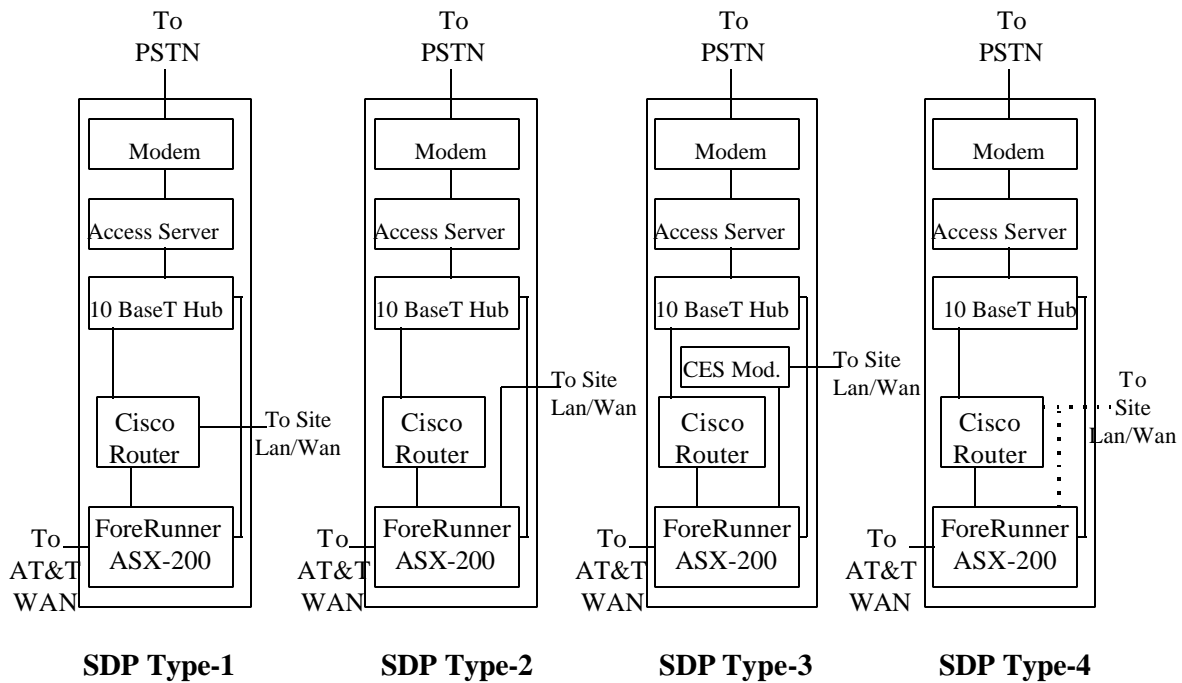 To
PSTN
Modem
Access Server
10 BaseT Hub
Cisco
Router
To Site
Lan/Wan
ForeRunner
ASX-200
To
AT&T
WAN
SDP Type-1
To
PSTN
Modem
Access Server
10 BaseT Hub
To Site
Lan/Wan
Cisco
Router
ForeRunner
ASX-200
To
AT&T
WAN
SDP Type-2
To
PSTN
Modem
Access Server
10 BaseT Hub
CES Mod.
To Site
Lan/Wan
Cisco
Router
ForeRunner
ASX-200
To
AT&T
WAN
SDP Type-3
To
PSTN
Modem
Access Server
10 BaseT Hub
To
Site
Lan/Wan
Cisco
Router
ForeRunner
ASX-200
To
AT&T
WAN
SDP Type-4